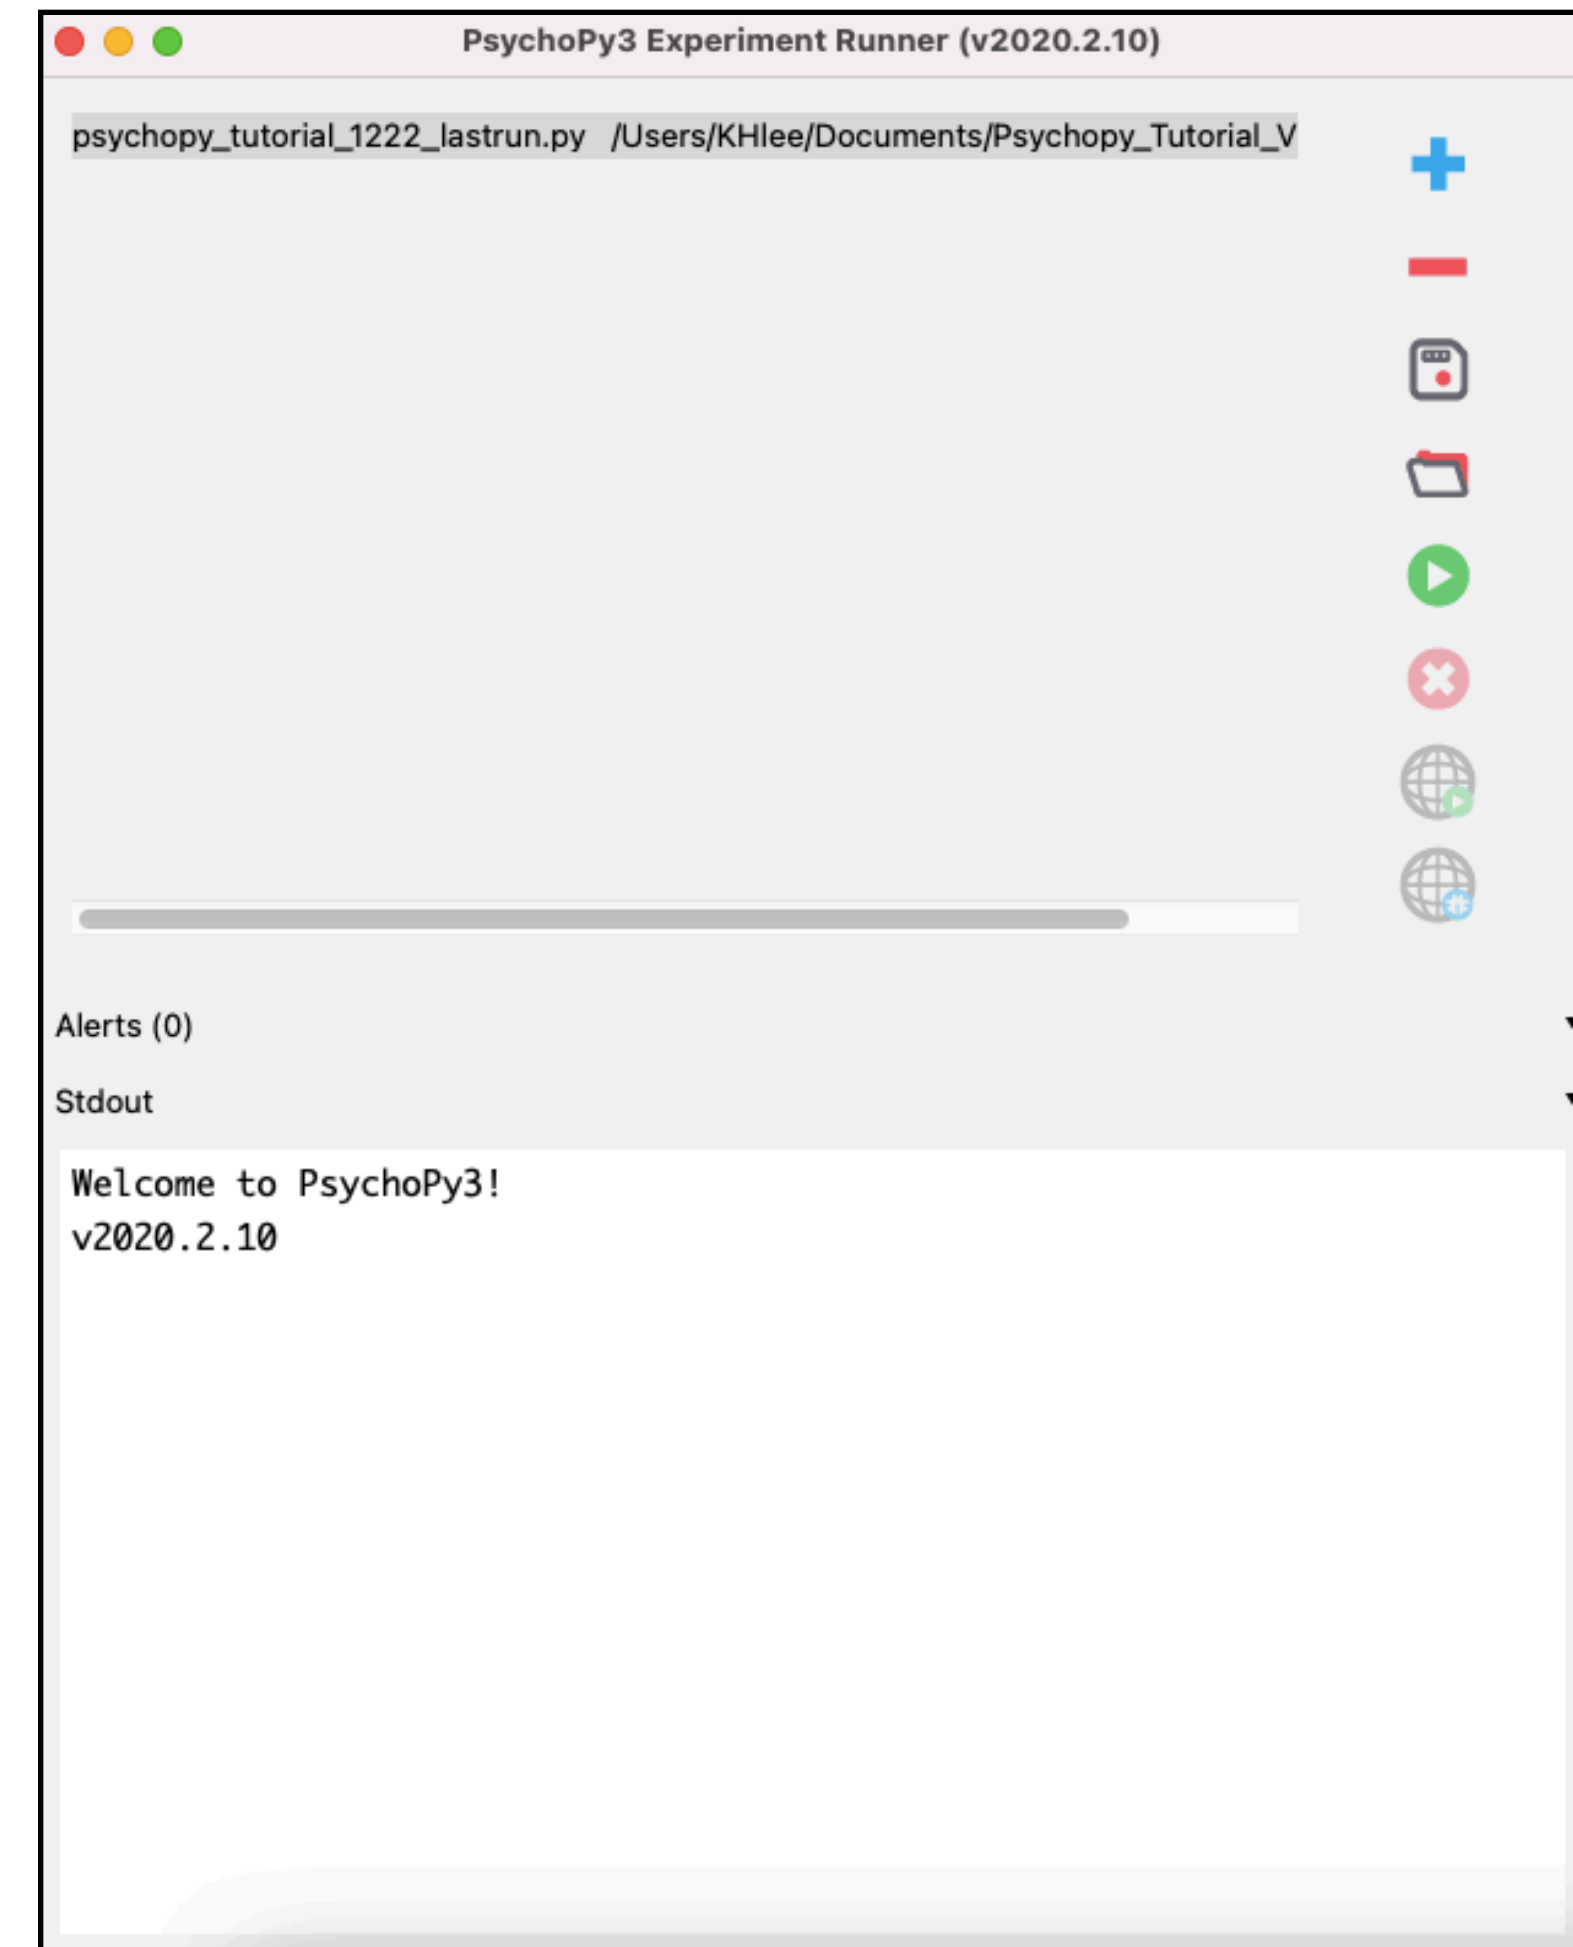 PsychoPy3 Experiment Runner (v2020.2.10)
psychopy_tutorial_1222_lastrun.py /Users/KHlee/Documents/Psychopy_Tutorial_V
Alerts (0)
Stdout
Welcome to PsychoPy3!
v2020.2.10